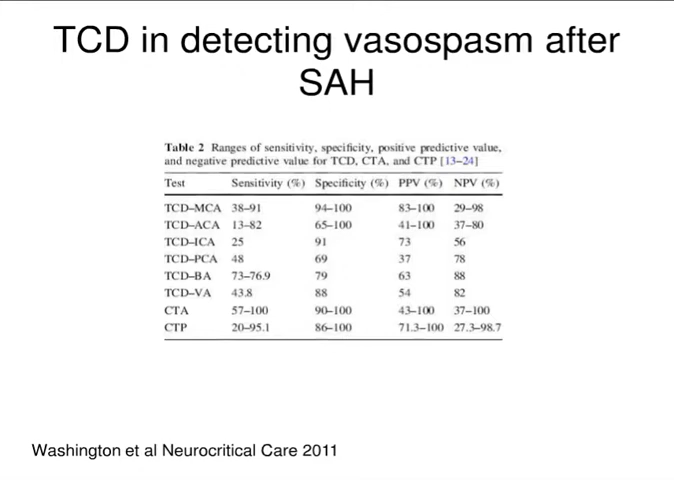 TCD in detecting vasospasm after
SAH
Table 2 Ranges of sensitivity, specificity, positive predictive value,
and negative predictive value for TCD, CTA, and CTP [13–24]
Test Sensitivity (%) Specificity (%) PPV (%) NPV (%)
TCD–MCA 38–91 94–100 83–100 29–98
TCD–ACA 13–82 65–100 41–100 37–80
TCD–ICA 25 91 73 56
TCD–PCA 48 69 37 78
TCD–BA 73–76.9 79 63 88
TCD–VA 43.8 88 54 82
CTA 57–100 90–100 43–100 37–100
CTP 20–95.1 86–100 71.3–100 27.3–98.7
Washington et al Neurocritical Care 2011